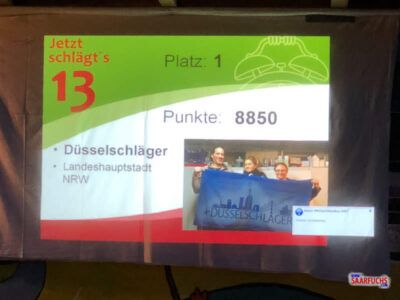 Jetzt
schlägt´s
13
Platz: 1
Punkte: 8850
• Düsselschläger
• Landeshauptstadt
NRW
DÜSSELSCHLÄGER
SAARFUCHS